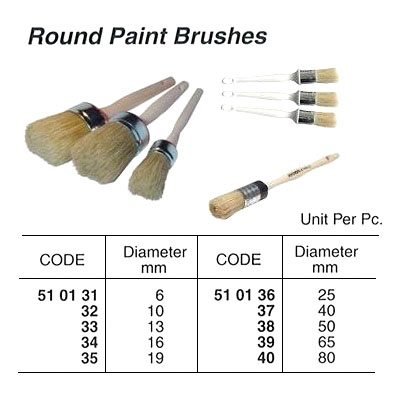 Round Paint Brushes
Unit Per Pc.
CODE Diameter mm CODE Diameter mm
51 01 31 6 51 01 36 25
32 10 37 40
33 13 38 50
34 16 39 65
35 19 40 80